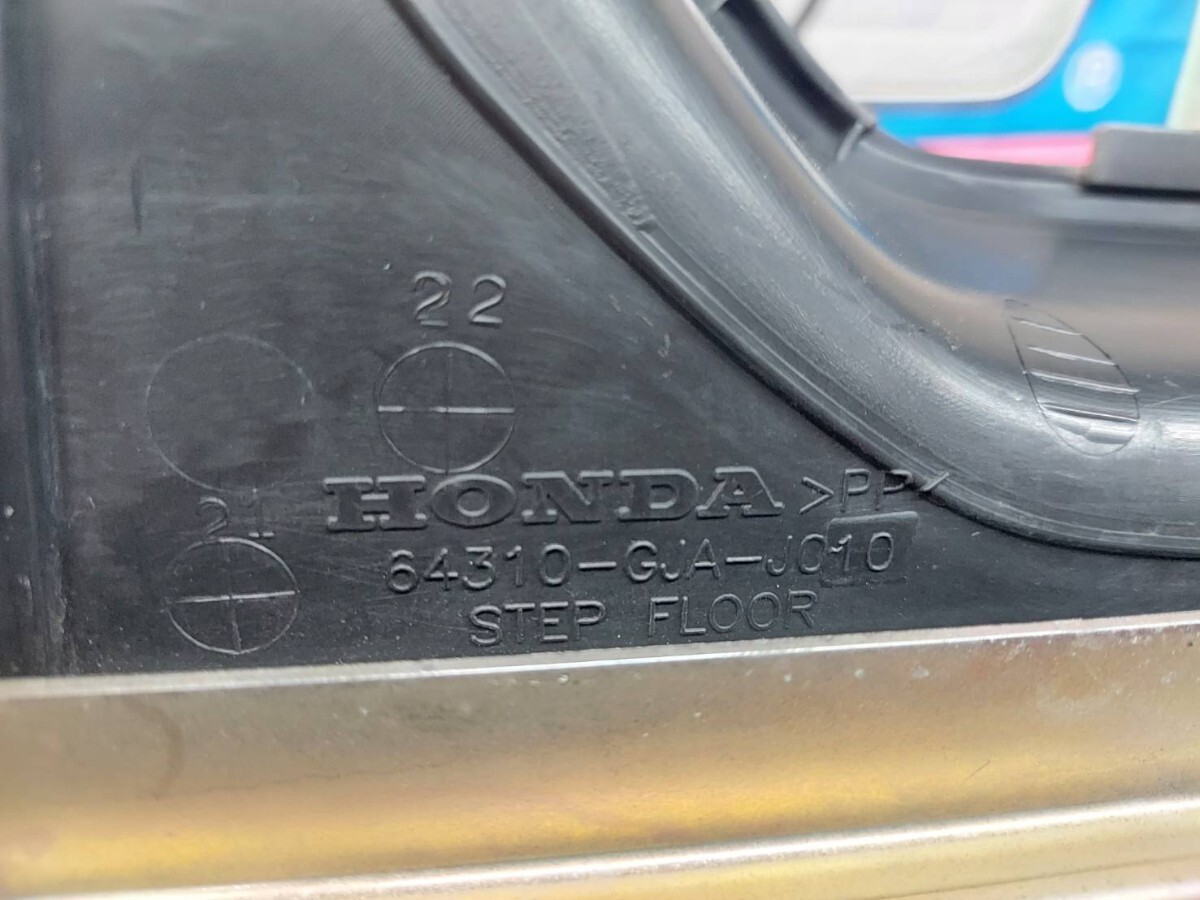 22
21
HONDA >PP<
64310-GJA-J010
STEP FLOOR